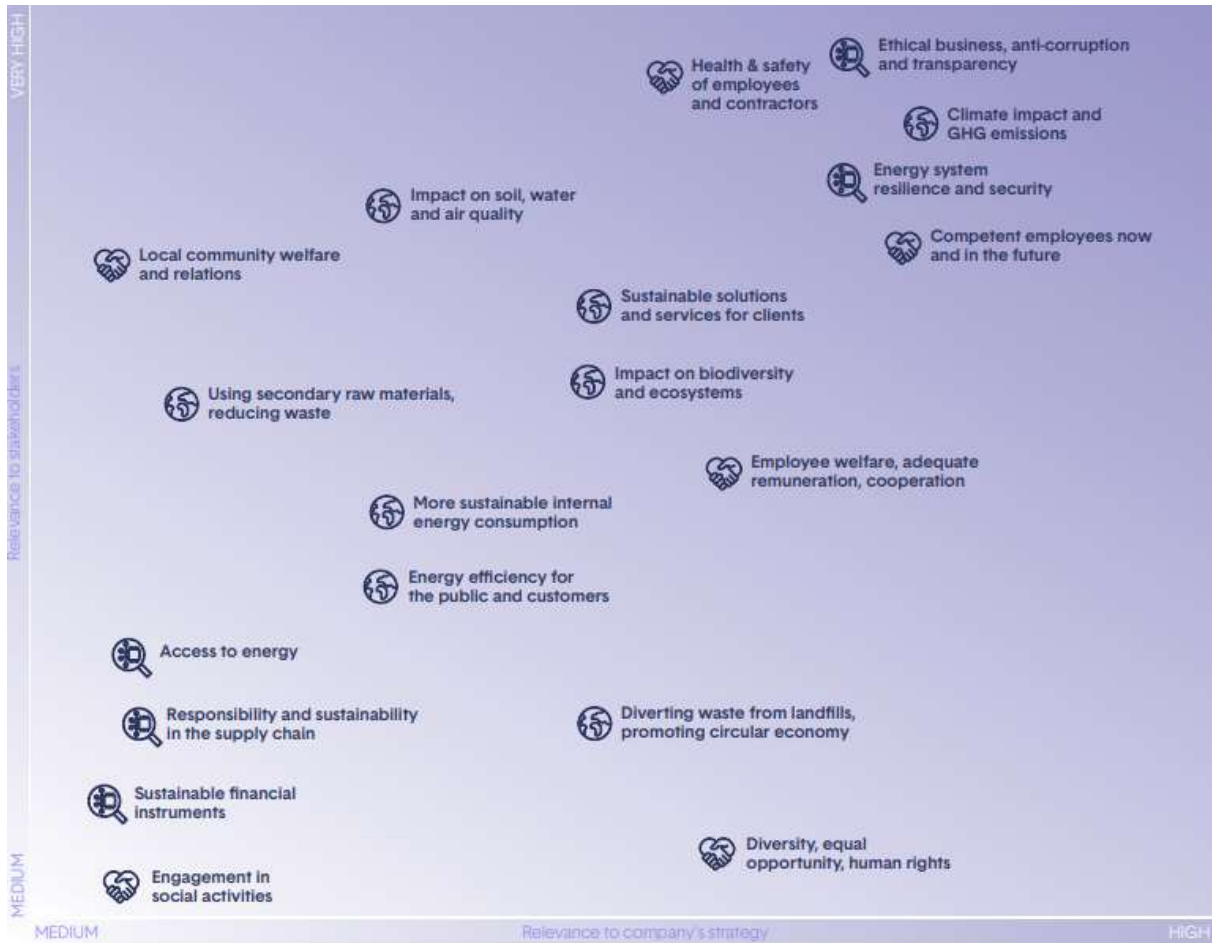 VERY HIGH
Ethical business, anti-corruption
and transparency
Health & safety
of employees
and contractors
Climate impact and
GHG emissions
Energy system
resilience and security
Impact on soil, water
and air quality
Competent employees now
and in the future
Local community welfare
and relations
Sustainable solutions
and services for clients
Impact on biodiversity
and ecosystems
Using secondary raw materials,
reducing waste
Relevance to stakeholders
Employee welfare, adequate
remuneration, cooperation
More sustainable internal
energy consumption
Energy efficiency for
the public and customers
Access to energy
Responsibility and sustainability
in the supply chain
Diverting waste from landfills,
promoting circular economy
Sustainable financial
instruments
Diversity, equal
opportunity, human rights
Engagement in
social activities
MEDIUM
MEDIUM
Relevance to company's strategy
HIGH